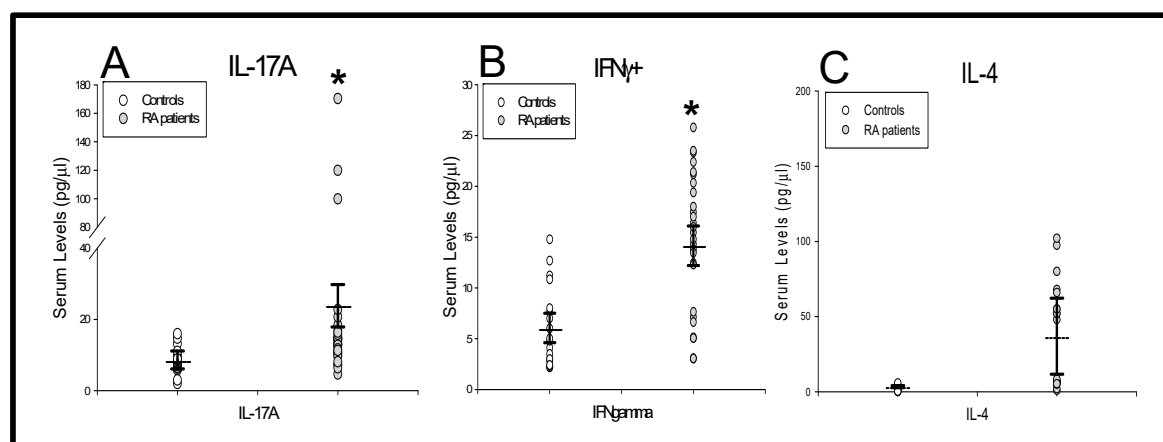 A
IL-17A
*
Controls
RA patients
Serum Levels (pg/µl)
180
160
140
120
100
80
60
40
20
0
IL-17A
B
IFNγ+
*
Controls
RA patients
Serum Levels (pg/µl)
30
25
20
15
10
5
0
IFNgamma
C
IL-4
Controls
RA patients
Serum Levels (pg/µl)
200
150
100
50
0
IL-4